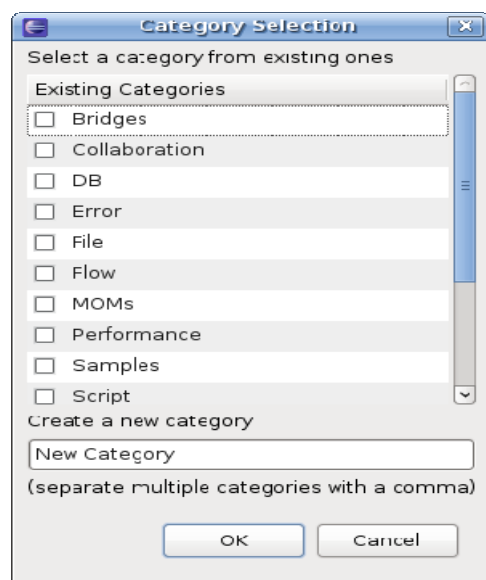 Category Selection
Select a category from existing ones
Existing Categories
Bridges
Collaboration
DB
Error
File
Flow
MOMs
Performance
Samples
Script
Create a new category
New Category
(separate multiple categories with a comma)
OK
Cancel